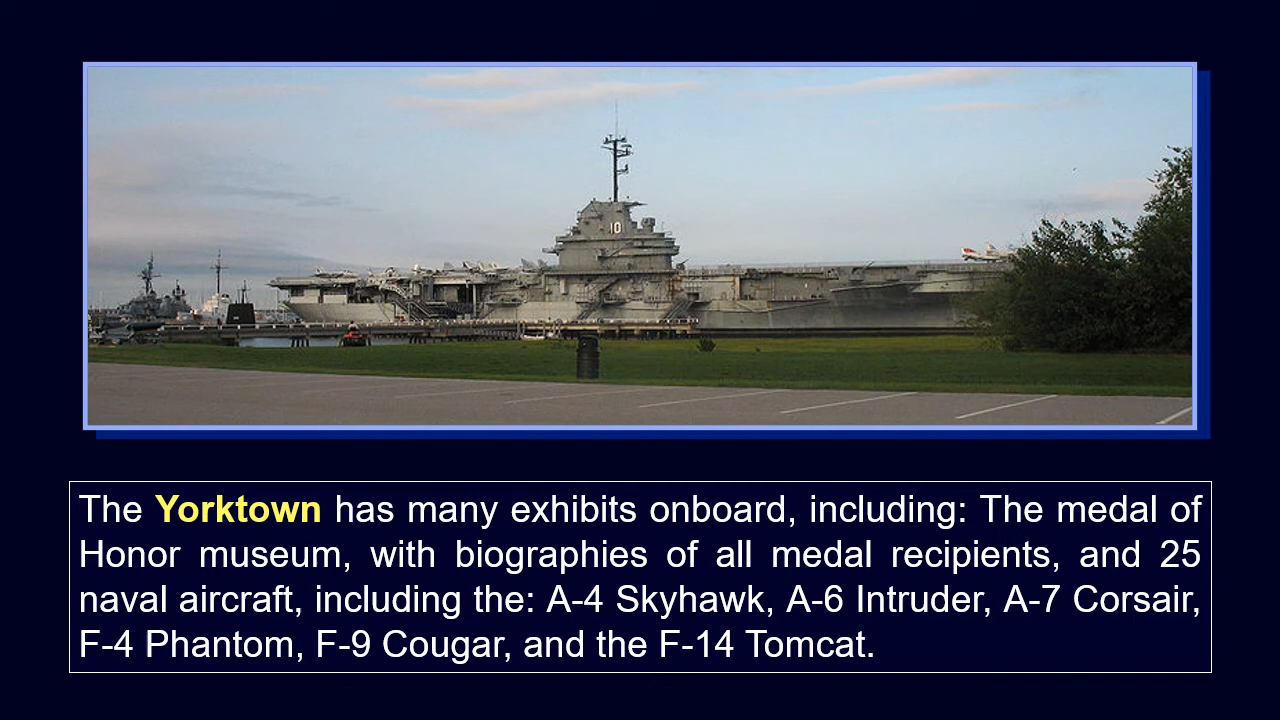 10
The Yorktown has many exhibits onboard, including: The medal of
Honor museum, with biographies of all medal recipients, and 25
naval aircraft, including the: A-4 Skyhawk, A-6 Intruder, A-7 Corsair,
F-4 Phantom, F-9 Cougar, and the F-14 Tomcat.